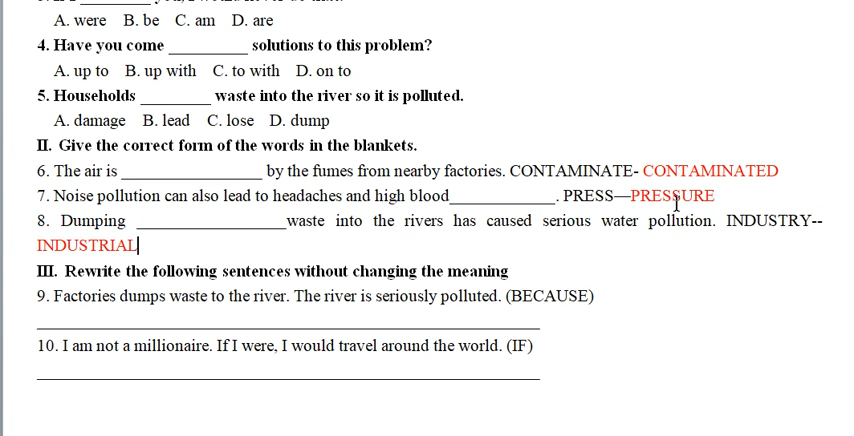 A. were B. be C. am D. are
4. Have you come __________ solutions to this problem?
A. up to B. up with C. to with D. on to
5. Households _________ waste into the river so it is polluted.
A. damage B. lead C. lose D. dump
II. Give the correct form of the words in the blankets.
6. The air is __________________ by the fumes from nearby factories. CONTAMINATE- CONTAMINATED
7. Noise pollution can also lead to headaches and high blood_____________. PRESS—PRESSURE
8. Dumping ___________________waste into the rivers has caused serious water pollution. INDUSTRY--
INDUSTRIAL
III. Rewrite the following sentences without changing the meaning
9. Factories dumps waste to the river. The river is seriously polluted. (BECAUSE)
10. I am not a millionaire. If I were, I would travel around the world. (IF)